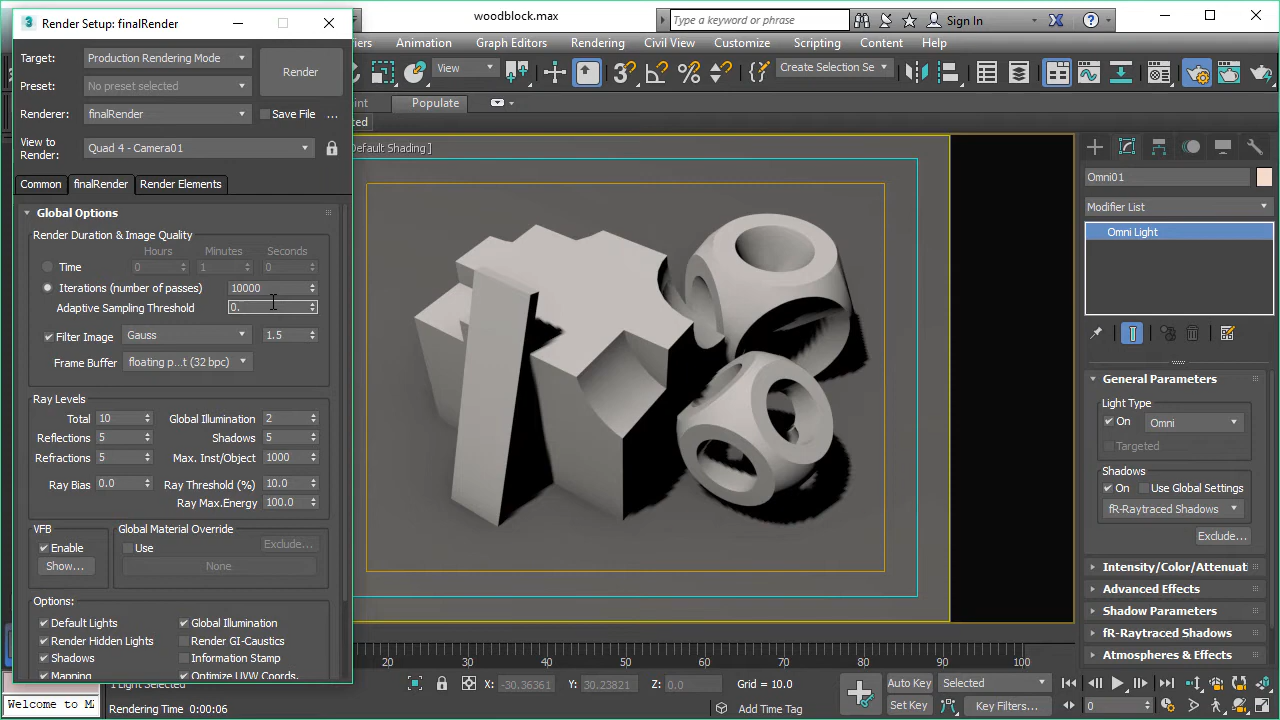 Render Setup: finalRender
woodblock.max
Type a keyword or phrase
Sign In
Animation
Graph Editors
Rendering
Civil View
Customize
Scripting
Content
Help
Target:
Production Rendering Mode
Render
Preset:
No preset selected
Renderer:
finalRender
Save File
...
View to
Render:
Quad 4 - Camera01
View
Create Selection Se
Populate
Default Shading ]
Common
finalRender
Render Elements
Global Options
Render Duration & Image Quality
Hours
Minutes
Seconds
Time
0
1
0
Iterations (number of passes)
10000
Adaptive Sampling Threshold
0.
Filter Image
Gauss
1.5
Frame Buffer
floating p...t (32 bpc)
Ray Levels
Total
10
Global Illumination
2
Reflections
5
Shadows
5
Refractions
5
Max. Inst/Object
1000
Ray Bias
0.0
Ray Threshold (%)
10.0
Ray Max.Energy
100.0
VFB
Global Material Override
Enable
Use
Exclude...
Show...
None
Options:
Default Lights
Global Illumination
Render Hidden Lights
Render GI-Caustics
Shadows
Information Stamp
Mapping
Optimize UVW Coords.
Omni01
Modifier List
Omni Light
General Parameters
Light Type
On
Omni
Targeted
Shadows
On
Use Global Settings
fR-Raytraced Shadows
Exclude...
Intensity/Color/Attenuat
Advanced Effects
Shadow Parameters
fR-Raytraced Shadows
Atmospheres & Effects
20
30
40
50
60
70
80
90
100
X:
-30.36361
Y:
30.23821
Z:
0.0
Grid = 10.0
Auto Key
Selected
Welcome to M
Rendering Time 0:00:06
Add Time Tag
Set Key
Key Filters...
0